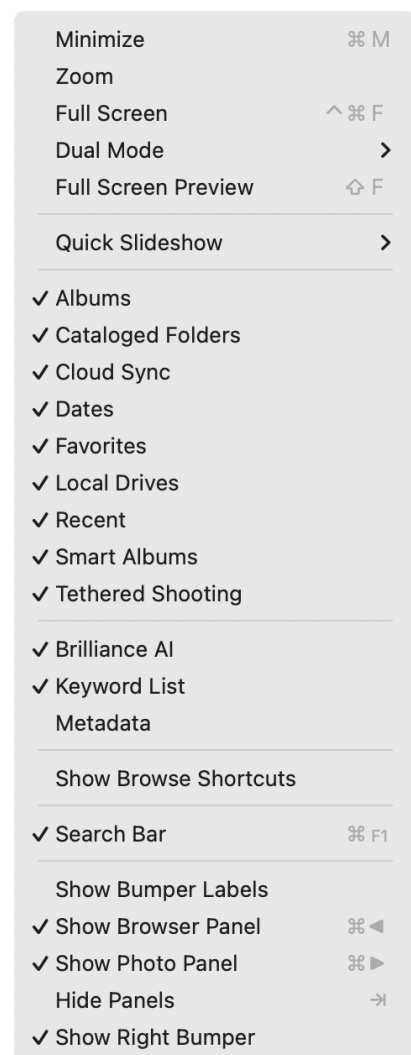 Minimize ⌘ M
Zoom
Full Screen ^ ⌘ F
Dual Mode
Full Screen Preview ⇧ F
Quick Slideshow
✓ Albums
✓ Cataloged Folders
✓ Cloud Sync
✓ Dates
✓ Favorites
✓ Local Drives
✓ Recent
✓ Smart Albums
✓ Tethered Shooting
✓ Brilliance AI
✓ Keyword List
Metadata
Show Browse Shortcuts
✓ Search Bar ⌘ F1
Show Bumper Labels
✓ Show Browser Panel ⌘ ◀
✓ Show Photo Panel ⌘ ▶
Hide Panels ⇥
✓ Show Right Bumper